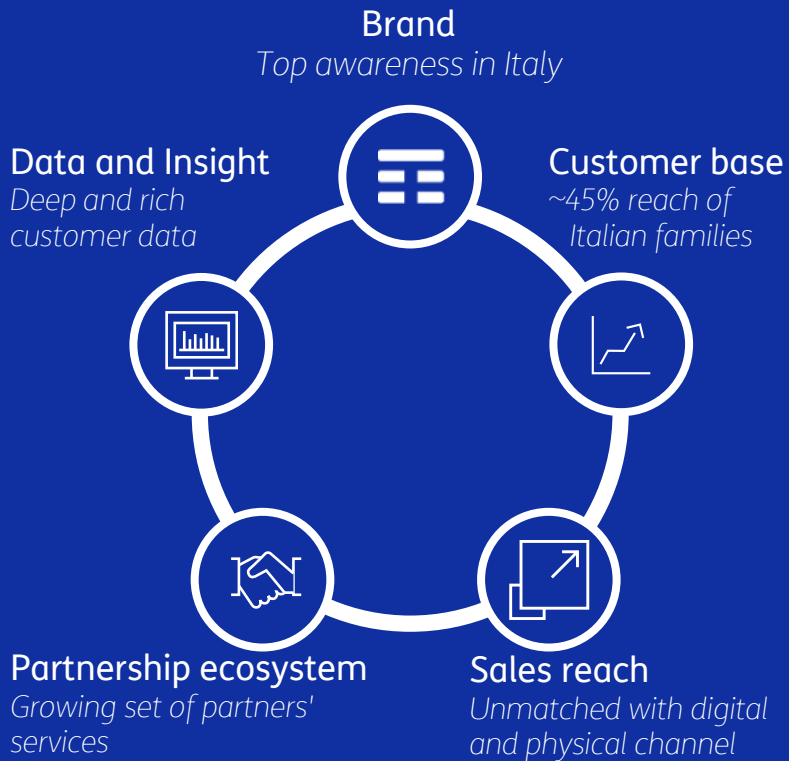 Brand
Top awareness in Italy
Data and Insight
Deep and rich
customer data
Customer base
~45% reach of
Italian families
Partnership ecosystem
Growing set of partners'
services
Sales reach
Unmatched with digital
and physical channel